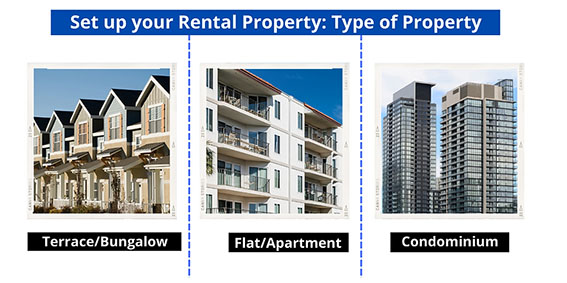 Set up your Rental Property: Type of Property
Terrace/Bungalow
Flat/Apartment
Condominium